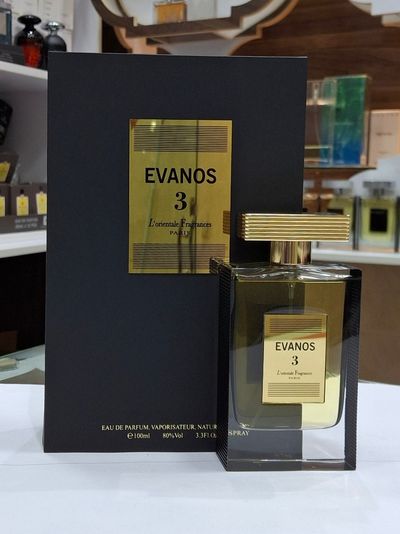 EVANOS
3
L'orientale Fragrances
PARIS
EAU DE PARFUM, VAPORISATEUR, NATUR
SPRAY
℮100ml 80%Vol 3.3Fl.O
EVANOS
3
L'orientale Fragrances
PARIS